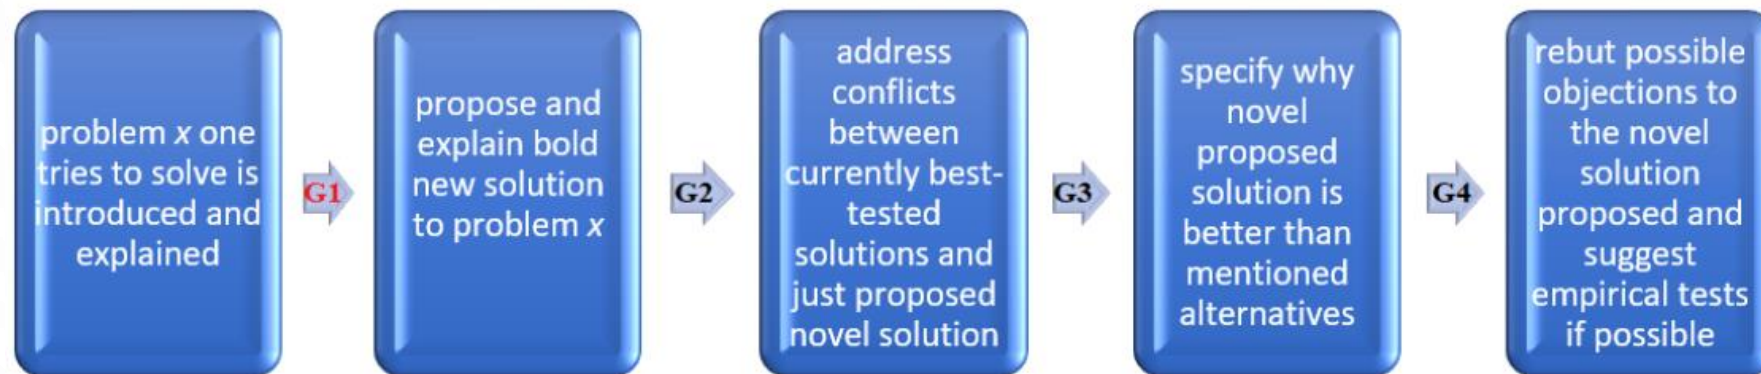 problem x one
tries to solve is
introduced and
explained
G1
propose and
explain bold
new solution
to problem x
G2
address
conflicts
between
currently best-
tested
solutions and
just proposed
novel solution
G3
specify why
novel
proposed
solution is
better than
mentioned
alternatives
G4
rebut possible
objections to
the novel
solution
proposed and
suggest
empirical tests
if possible